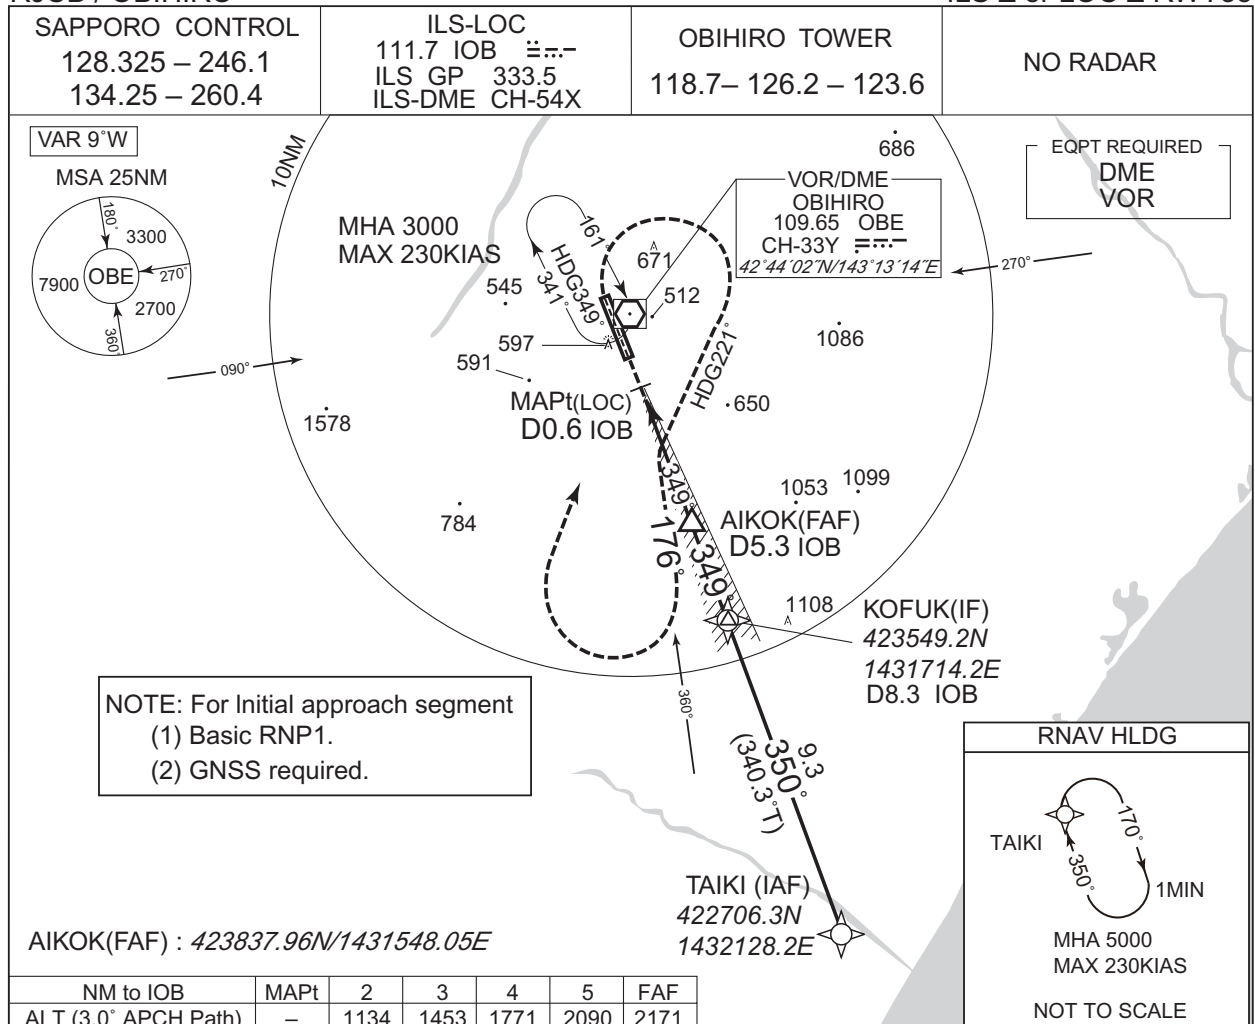 RJCB / OBIHIRO
ILS Z or LOC Z RWY35
SAPPORO CONTROL
128.325 – 246.1
134.25 – 260.4
ILS-LOC
111.7 IOB
ILS GP 333.5
ILS-DME CH-54X
OBIHIRO TOWER
118.7– 126.2 – 123.6
NO RADAR
VAR 9°W
MSA 25NM
180°
3300
OBE
270°
7900
2700
360°
10NM
MHA 3000
MAX 230KIAS
161°
HDG349°
341°
VOR/DME
OBIHIRO
109.65 OBE
CH-33Y
42°44´02˝N/143°13´14˝E
EQPT REQUIRED
DME
VOR
686
671
545
512
270°
597
1086
591
090°
HDG221°
650
MAPt(LOC)
D0.6 IOB
1578
349°
1053
1099
784
AIKOK(FAF)
D5.3 IOB
176°
349°
1108
KOFUK(IF)
423549.2N
1431714.2E
D8.3 IOB
360°
NOTE: For Initial approach segment
(1) Basic RNP1.
(2) GNSS required.
9.3
350°
(340.3°T)
RNAV HLDG
TAIKI
170°
350°
1MIN
MHA 5000
MAX 230KIAS
NOT TO SCALE
TAIKI (IAF)
422706.3N
1432128.2E
AIKOK(FAF) : 423837.96N/1431548.05E
NM to IOB MAPt 2 3 4 5 FAF
ALT (3.0° APCH Path) – 1134 1453 1771 2090 2171